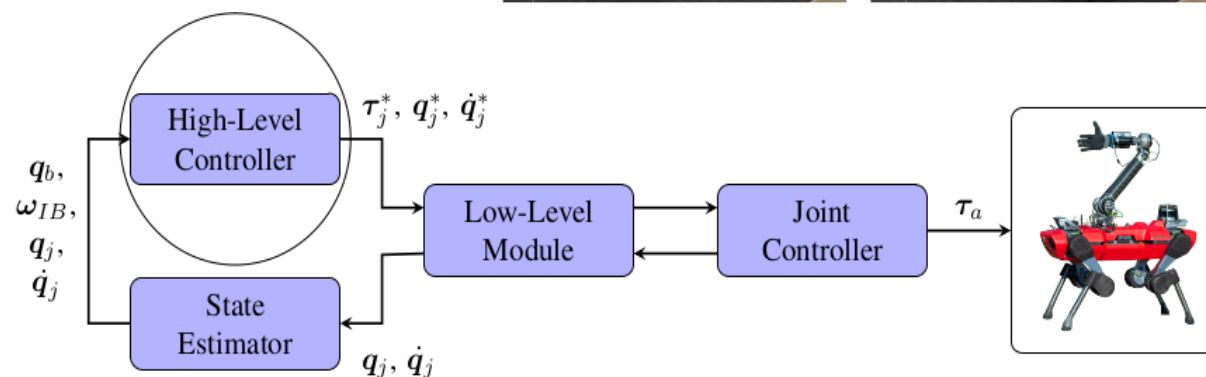 High-Level
Controller
τ*_j, q*_j, q̇*_j
q_b,
ω_IB,
q_j,
q̇_j
Low-Level
Module
Joint
Controller
τ_a
State
Estimator
q_j, q̇_j